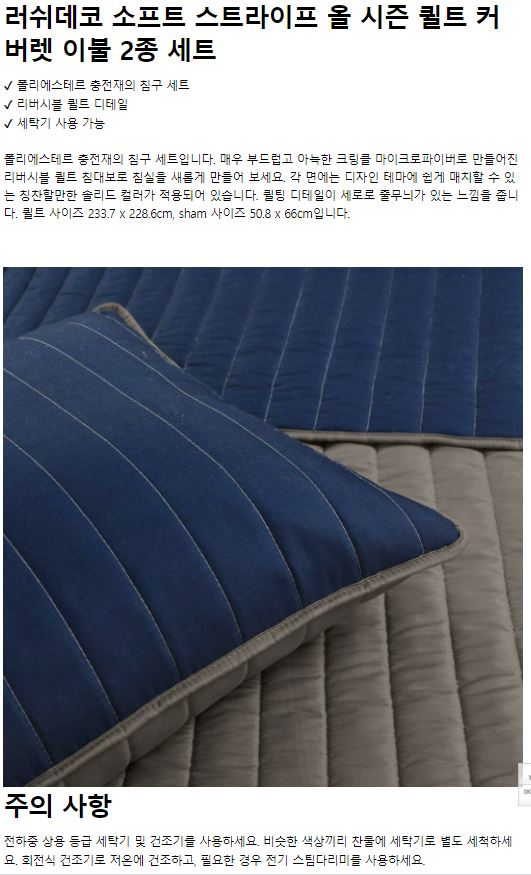 러쉬데코 소프트 스트라이프 올 시즌 퀼트 커
버렛 이불 2종 세트
✓ 폴리에스테르 충전재의 침구 세트
✓ 리버시블 퀼트 디테일
✓ 세탁기 사용 가능
폴리에스테르 충전재의 침구 세트입니다. 매우 부드럽고 아늑한 크링클 마이크로파이버로 만들어진
리버시블 퀼트 침대보로 침실을 새롭게 만들어 보세요. 각 면에는 디자인 테마에 쉽게 매치할 수 있
는 칭찬할만한 솔리드 컬러가 적용되어 있습니다. 퀼팅 디테일이 세로로 줄무늬가 있는 느낌을 줍니
다. 퀼트 사이즈 233.7 x 228.6cm, sham 사이즈 50.8 x 66cm입니다.
주의 사항
전하중 상용 등급 세탁기 및 건조기를 사용하세요. 비슷한 색상끼리 찬물에 세탁기로 별도 세척하세
요. 회전식 건조기로 저온에 건조하고, 필요한 경우 전기 스팀다리미를 사용하세요.